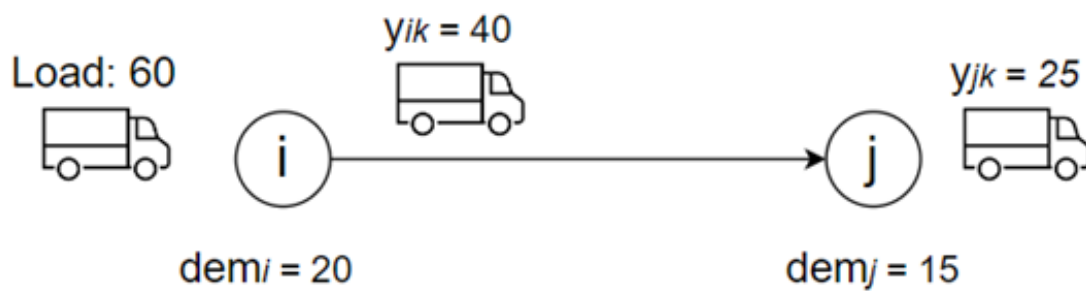 yik = 40
Load: 60
yjk = 25
i
j
demi = 20
demj = 15